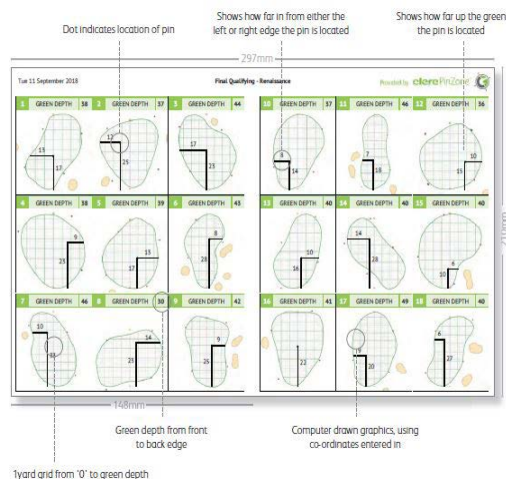 Dot indicates location of pin
Shows how far in from either the
left or right edge the pin is located
Shows how far up the green
the pin is located
297mm
Tue 11 September 2018
Final Qualifying - Renaissance
Provided by clere PinZone
1 GREEN DEPTH 38
2 GREEN DEPTH 37
3 GREEN DEPTH 44
10 GREEN DEPTH 37
11 GREEN DEPTH 46
12 GREEN DEPTH 36
13
17
12
25
17
23
8
14
7
18
10
13
4 GREEN DEPTH 38
5 GREEN DEPTH 39
6 GREEN DEPTH 43
13 GREEN DEPTH 40
14 GREEN DEPTH 40
15 GREEN DEPTH 40
9
23
13
17
8
28
10
16
14
28
6
10
7 GREEN DEPTH 46
8 GREEN DEPTH 30
9 GREEN DEPTH 42
16 GREEN DEPTH 41
17 GREEN DEPTH 49
18 GREEN DEPTH 40
10
14
23
9
25
22
9
20
6
27
148mm
Green depth from front
to back edge
Computer drawn graphics, using
co-ordinates entered in
1yard grid from '0' to green depth